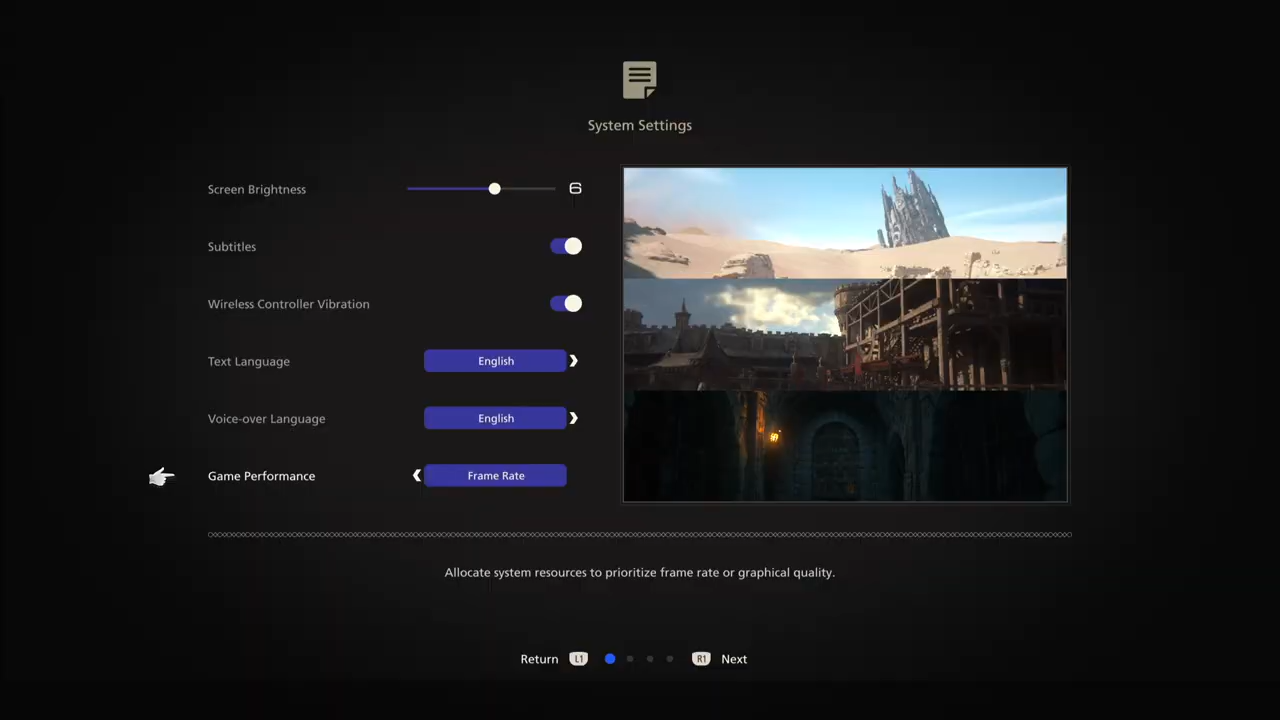 System Settings
Screen Brightness 6
Subtitles
Wireless Controller Vibration
Text Language English
Voice-over Language English
Game Performance Frame Rate
Allocate system resources to prioritize frame rate or graphical quality.
Return L1 R1 Next